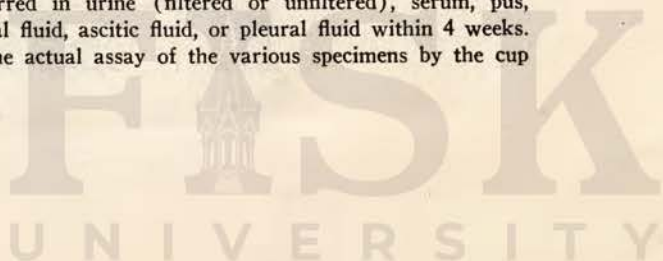 rred in urine (filtered or unfiltered), serum, pus,
l fluid, ascitic fluid, or pleural fluid within 4 weeks.
e actual assay of the various specimens by the cup
FISK
UNIVERSITY